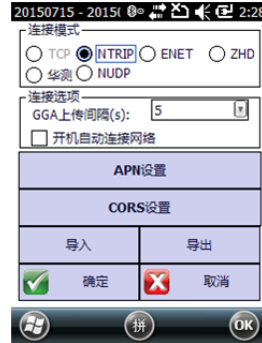 20150715 - 2015( 2:28
连接模式
TCP NTRIP ENET ZHD
华测 NUDP
连接选项
GGA上传间隔(s): 5
开机自动连接网络
APN设置
CORS设置
导入 导出
确定 取消
拼 OK